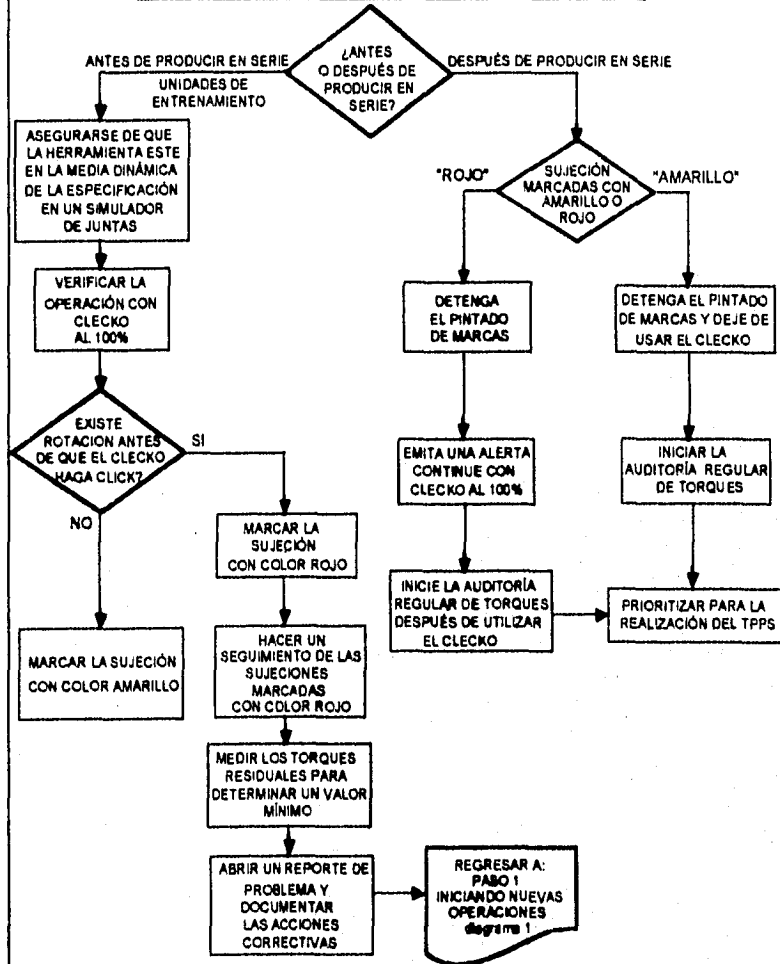 ¿ANTES
O DESPUÉS DE
PRODUCIR EN
SERIE?
ANTES DE PRODUCIR EN SERIE
UNIDADES DE
ENTRENAMIENTO
DESPUÉS DE PRODUCIR EN SERIE
ASEGURARSE DE QUE
LA HERRAMIENTA ESTE
EN LA MEDIA DINÁMICA
DE LA ESPECIFICACIÓN
EN UN SIMULADOR
DE JUNTAS
VERIFICAR LA
OPERACIÓN CON
CLECKO
AL 100%
EXISTE
ROTACION ANTES
DE QUE EL CLECKO
HAGA CLICK?
SI
NO
MARCAR LA SUJECIÓN
CON COLOR AMARILLO
MARCAR LA
SUJECIÓN
CON COLOR ROJO
HACER UN
SEGUIMIENTO DE LAS
SUJECIONES
MARCADAS
CON COLOR ROJO
MEDIR LOS TORQUES
RESIDUALES PARA
DETERMINAR UN VALOR
MÍNIMO
ABRIR UN REPORTE DE
PROBLEMA Y
DOCUMENTAR
LAS ACCIONES
CORRECTIVAS
REGRESAR A:
PASO 1
INICIANDO NUEVAS
OPERACIONES
diagrama 1
SUJECIÓN
MARCADAS CON
AMARILLO O
ROJO
"ROJO"
"AMARILLO"
DETENGA
EL PINTADO
DE MARCAS
EMITA UNA ALERTA
CONTINUE CON
CLECKO AL 100%
INICIE LA AUDITORÍA
REGULAR DE TORQUES
DESPUÉS DE UTILIZAR
EL CLECKO
DETENGA EL PINTADO
DE MARCAS Y DEJE DE
USAR EL CLECKO
INICIAR LA
AUDITORÍA REGULAR
DE TORQUES
PRIORITIZAR PARA LA
REALIZACIÓN DEL TPPS